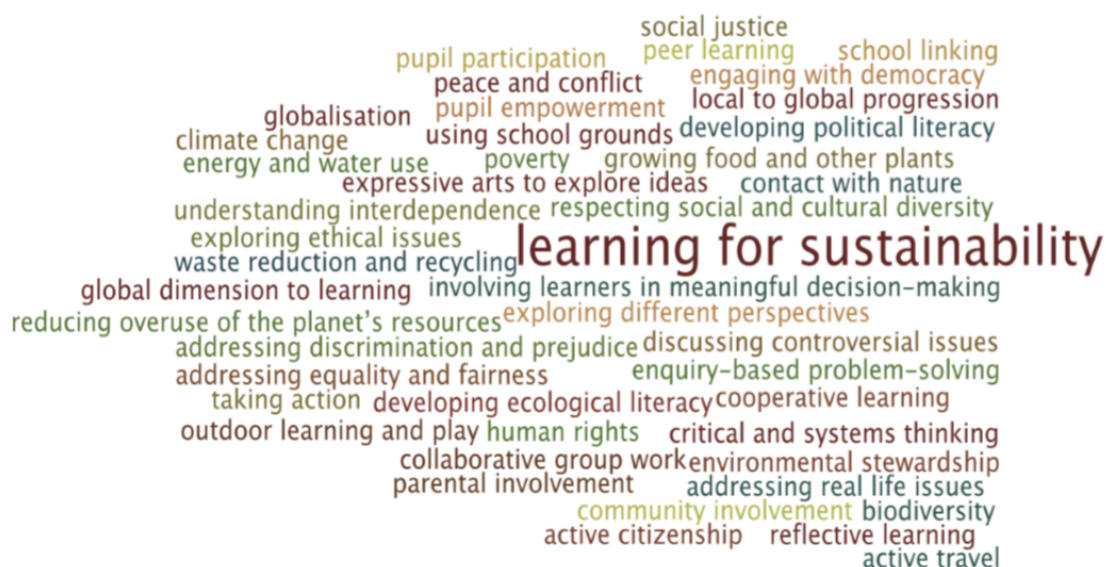 social justice
pupil participation peer learning school linking
peace and conflict engaging with democracy
globalisation pupil empowerment local to global progression
climate change using school grounds developing political literacy
energy and water use poverty growing food and other plants
expressive arts to explore ideas contact with nature
understanding interdependence respecting social and cultural diversity
exploring ethical issues learning for sustainability
waste reduction and recycling
global dimension to learning involving learners in meaningful decision-making
reducing overuse of the planet's resources exploring different perspectives
addressing discrimination and prejudice discussing controversial issues
addressing equality and fairness enquiry-based problem-solving
taking action developing ecological literacy cooperative learning
outdoor learning and play human rights critical and systems thinking
collaborative group work environmental stewardship
parental involvement addressing real life issues
community involvement biodiversity
active citizenship reflective learning
active travel